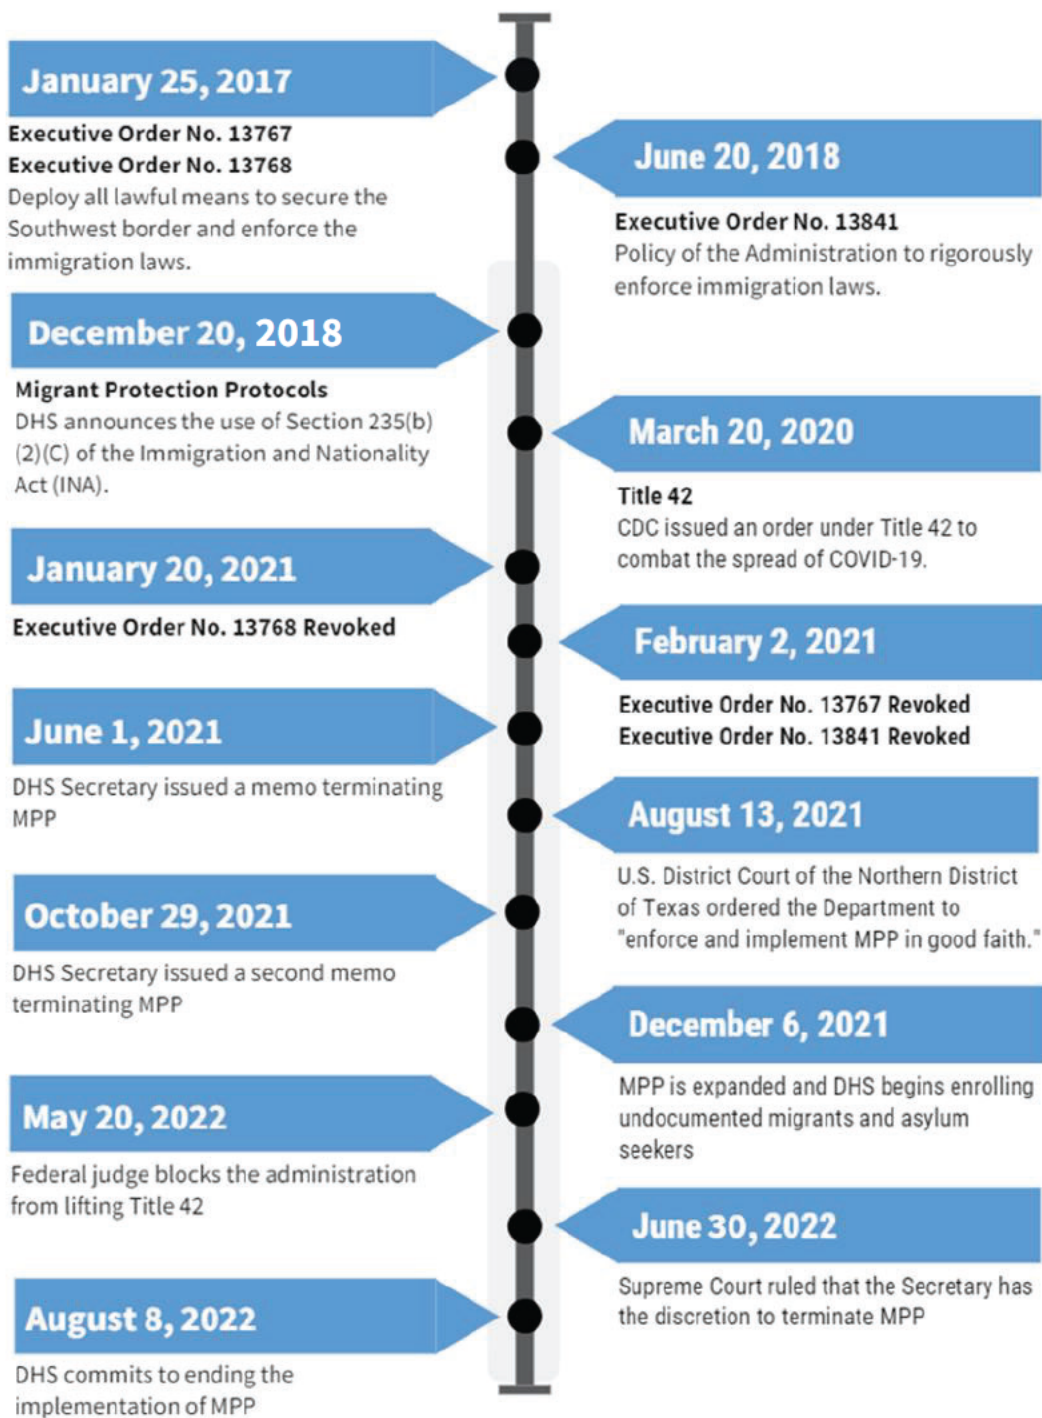 January 25, 2017
Executive Order No. 13767
Executive Order No. 13768
Deploy all lawful means to secure the
Southwest border and enforce the
immigration laws.
June 20, 2018
Executive Order No. 13841
Policy of the Administration to rigorously
enforce immigration laws.
December 20, 2018
Migrant Protection Protocols
DHS announces the use of Section 235(b)
(2)(C) of the Immigration and Nationality
Act (INA).
March 20, 2020
Title 42
CDC issued an order under Title 42 to
combat the spread of COVID-19.
January 20, 2021
Executive Order No. 13768 Revoked
February 2, 2021
Executive Order No. 13767 Revoked
Executive Order No. 13841 Revoked
June 1, 2021
DHS Secretary issued a memo terminating
MPP
August 13, 2021
U.S. District Court of the Northern District
of Texas ordered the Department to
"enforce and implement MPP in good faith."
October 29, 2021
DHS Secretary issued a second memo
terminating MPP
December 6, 2021
MPP is expanded and DHS begins enrolling
undocumented migrants and asylum
seekers
May 20, 2022
Federal judge blocks the administration
from lifting Title 42
June 30, 2022
Supreme Court ruled that the Secretary has
the discretion to terminate MPP
August 8, 2022
DHS commits to ending the
implementation of MPP